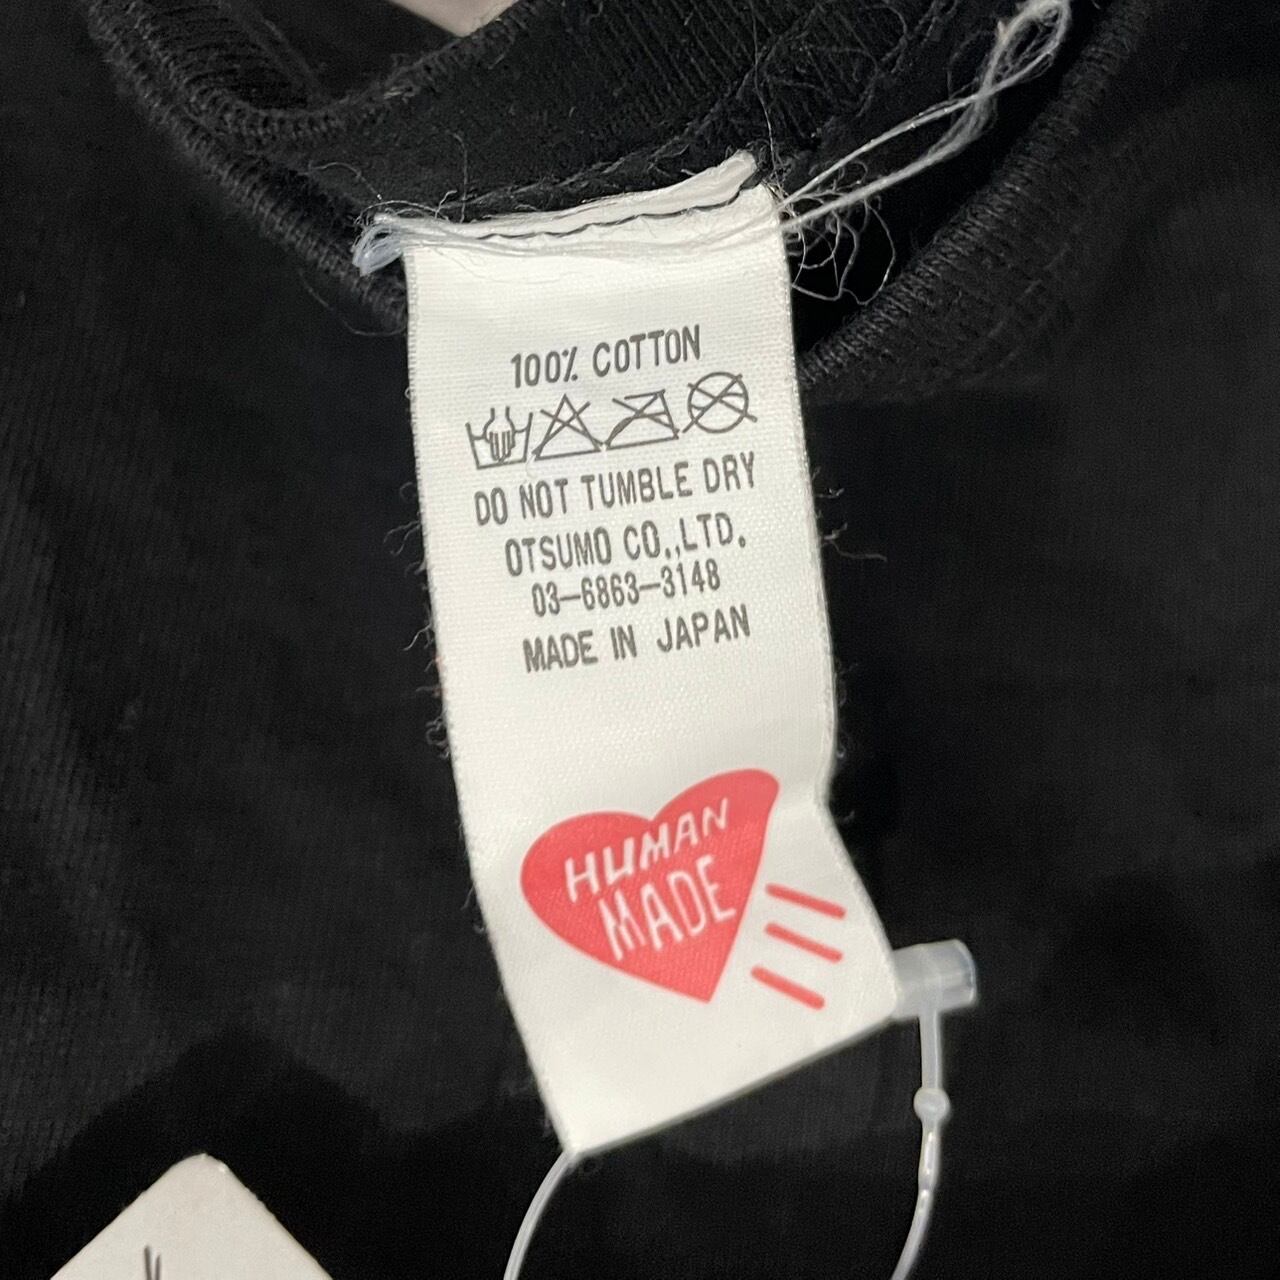 100% COTTON
DO NOT TUMBLE DRY
OTSUMO CO.,LTD.
03-6863-3148
MADE IN JAPAN
HUMAN
MADE